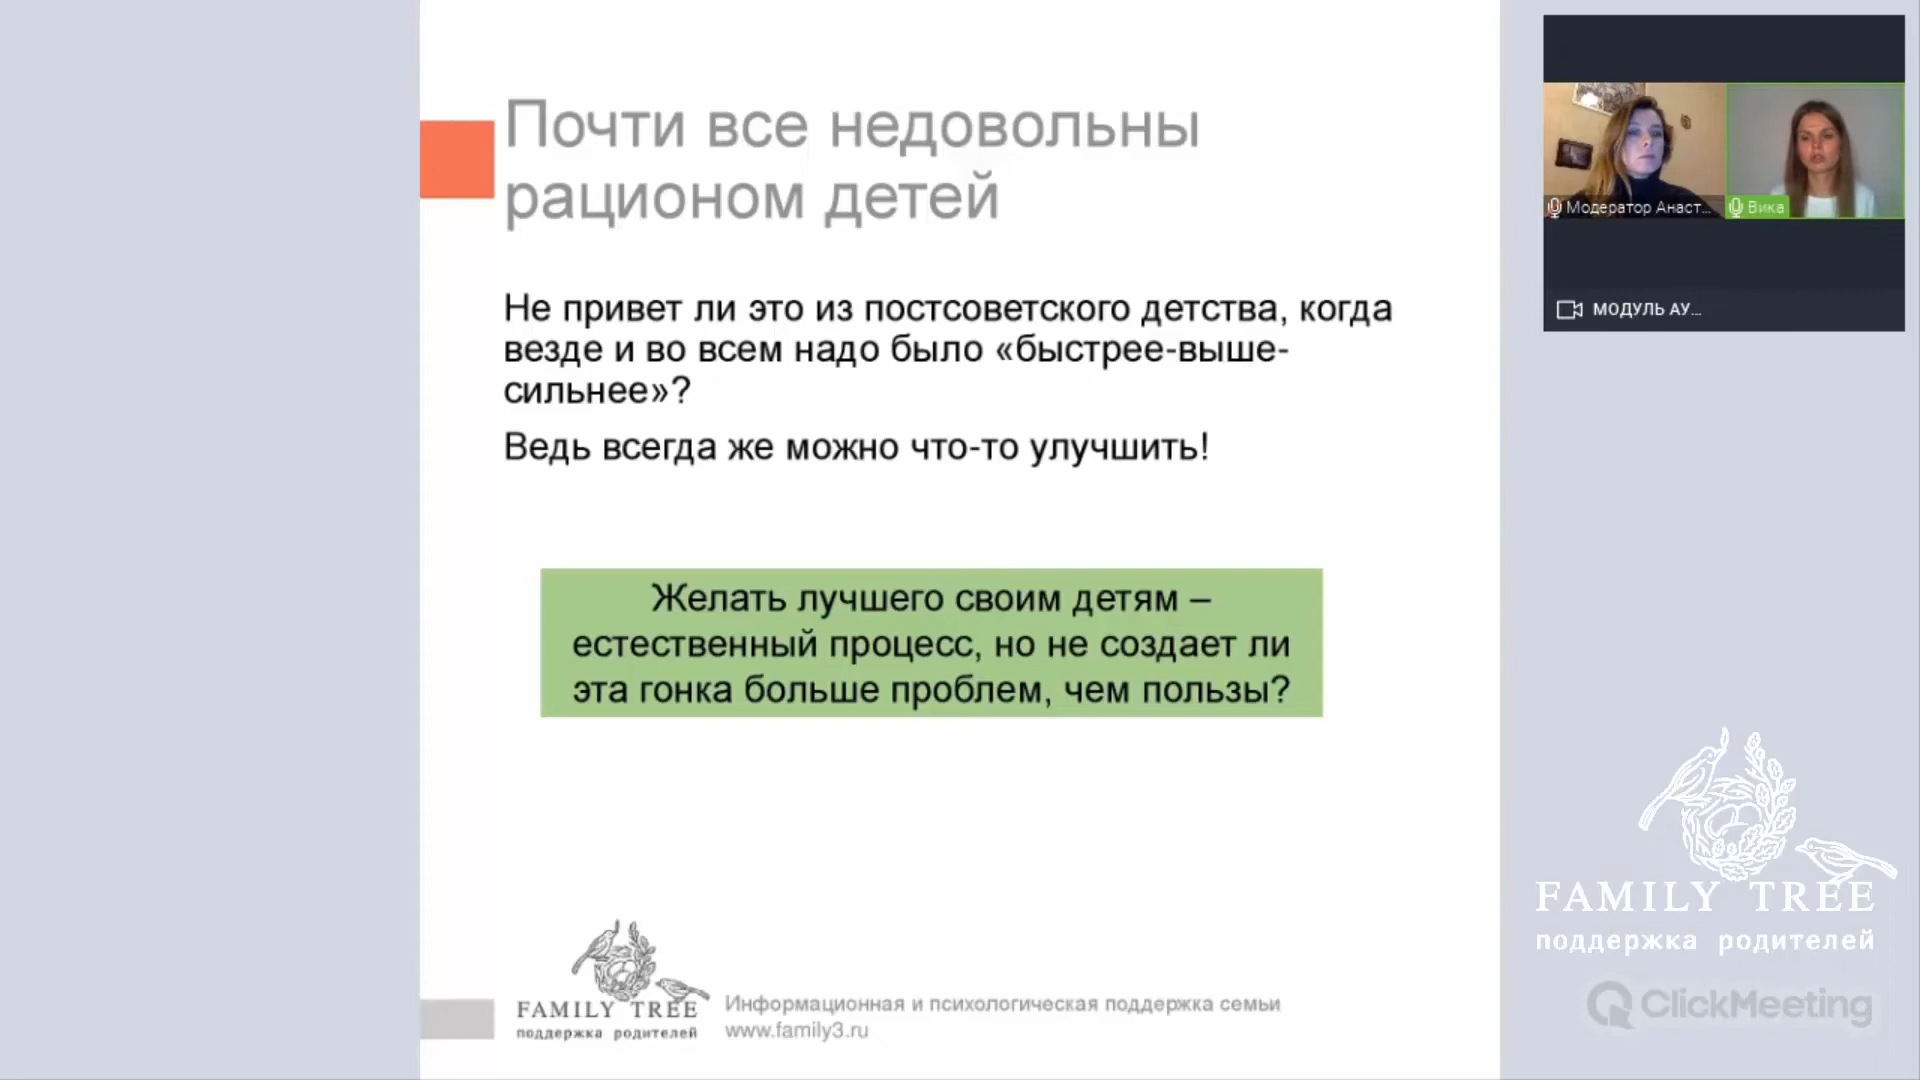 Почти все недовольны
рационом детей
Не привет ли это из постсоветского детства, когда
везде и во всем надо было «быстрее-выше-
сильнее»?
Ведь всегда же можно что-то улучшить!
Желать лучшего своим детям –
естественный процесс, но не создает ли
эта гонка больше проблем, чем пользы?
FAMILY TREE
поддержка родителей
Информационная и психологическая поддержка семьи
www.family3.ru
Модератор Анаст...
Вика
МОДУЛЬ АУ...
FAMILY TREE
поддержка родителей
ClickMeeting